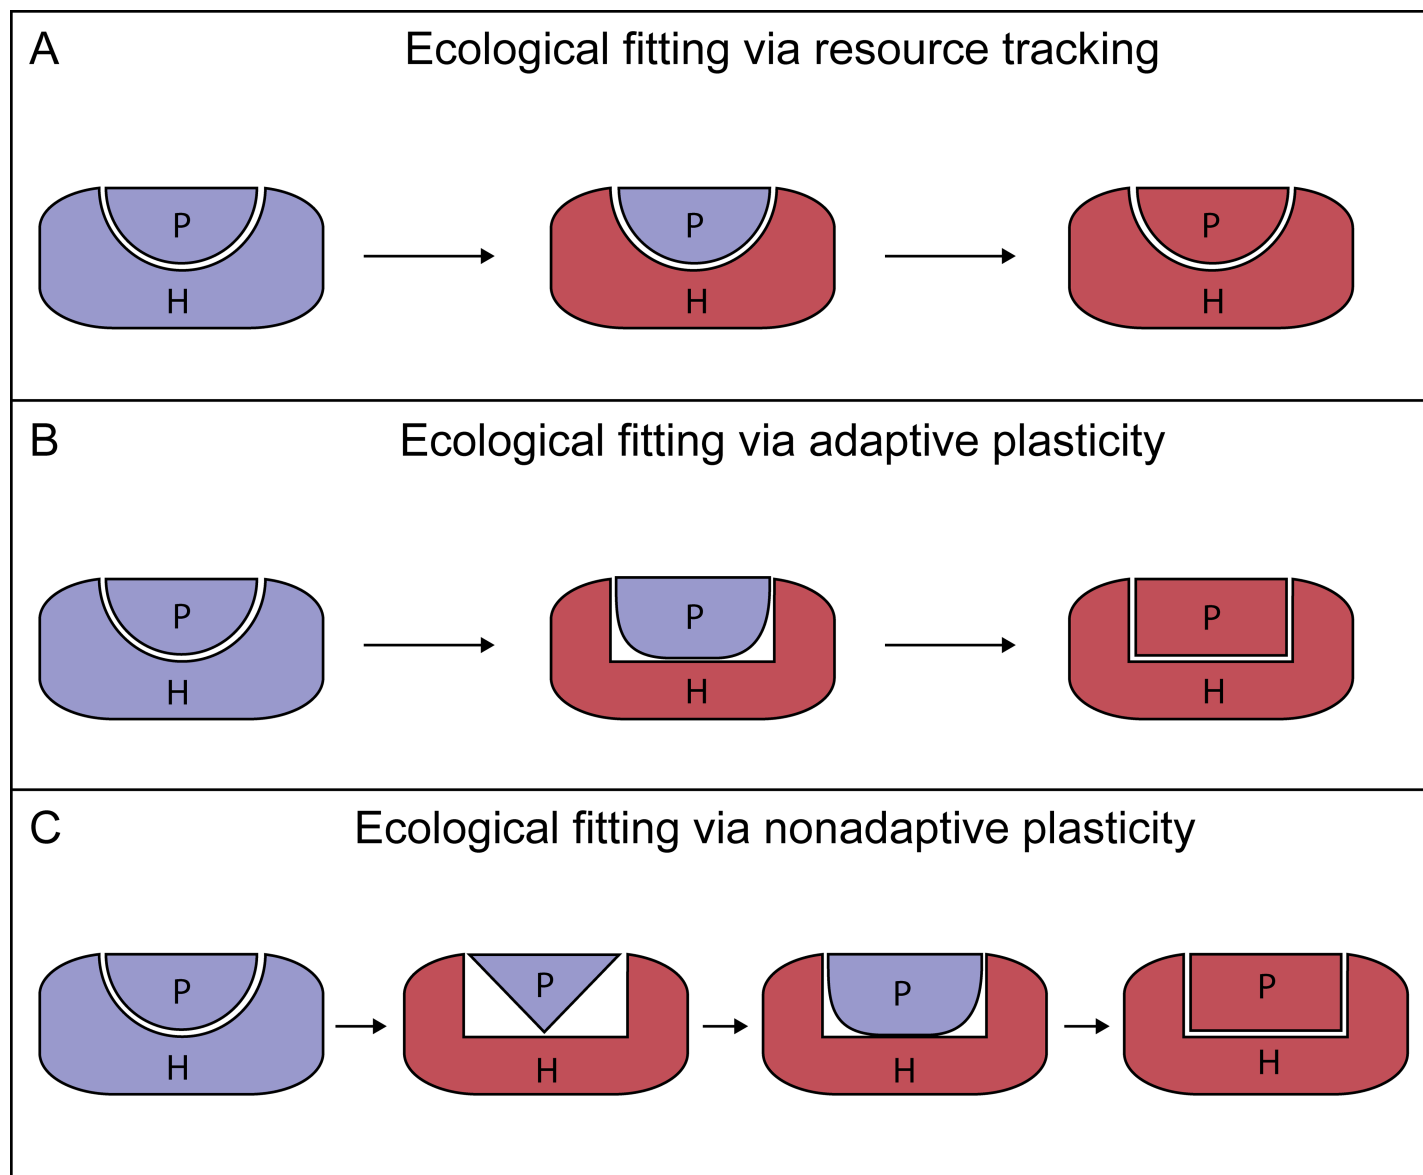 A
Ecological fitting via resource tracking
P
P
P
H
H
H
B
Ecological fitting via adaptive plasticity
P
P
P
H
H
H
C
Ecological fitting via nonadaptive plasticity
P
P
P
P
H
H
H
H